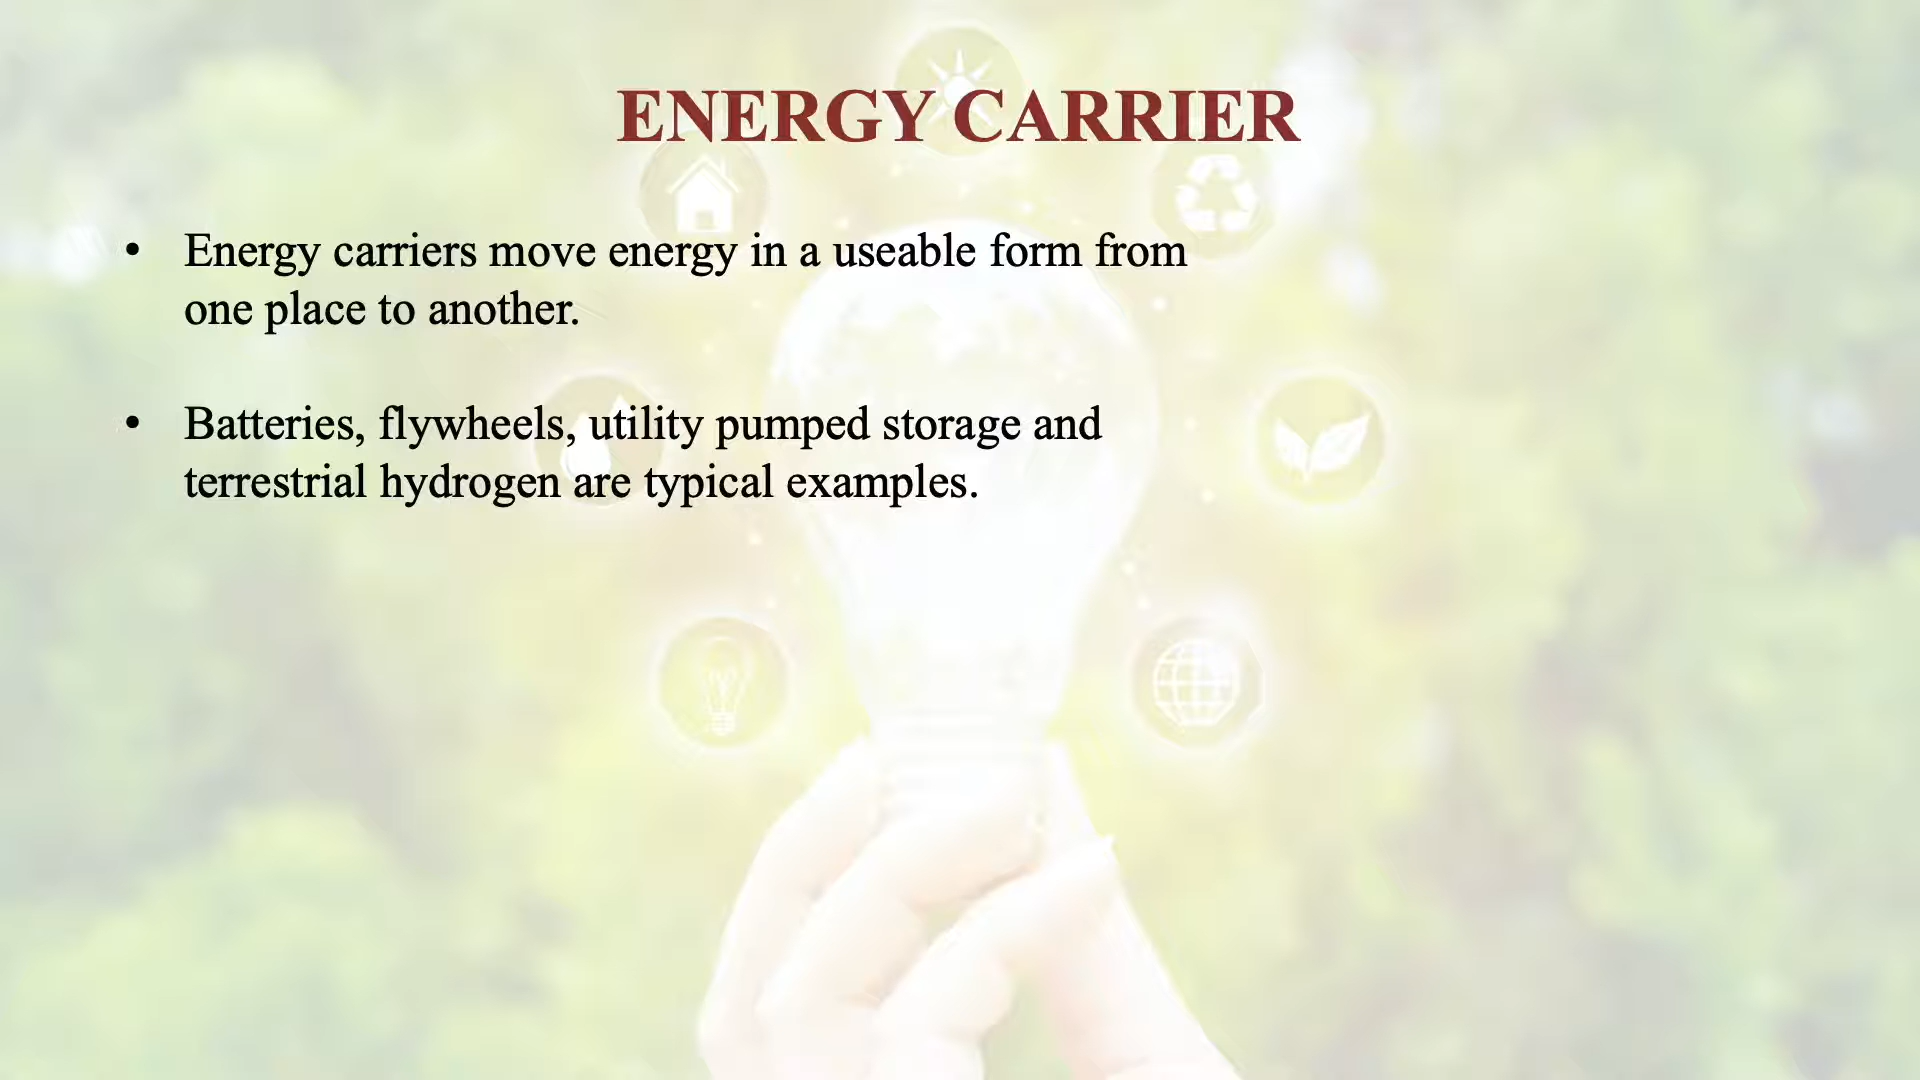 ENERGY CARRIER
• Energy carriers move energy in a useable form from
one place to another.
• Batteries, flywheels, utility pumped storage and
terrestrial hydrogen are typical examples.